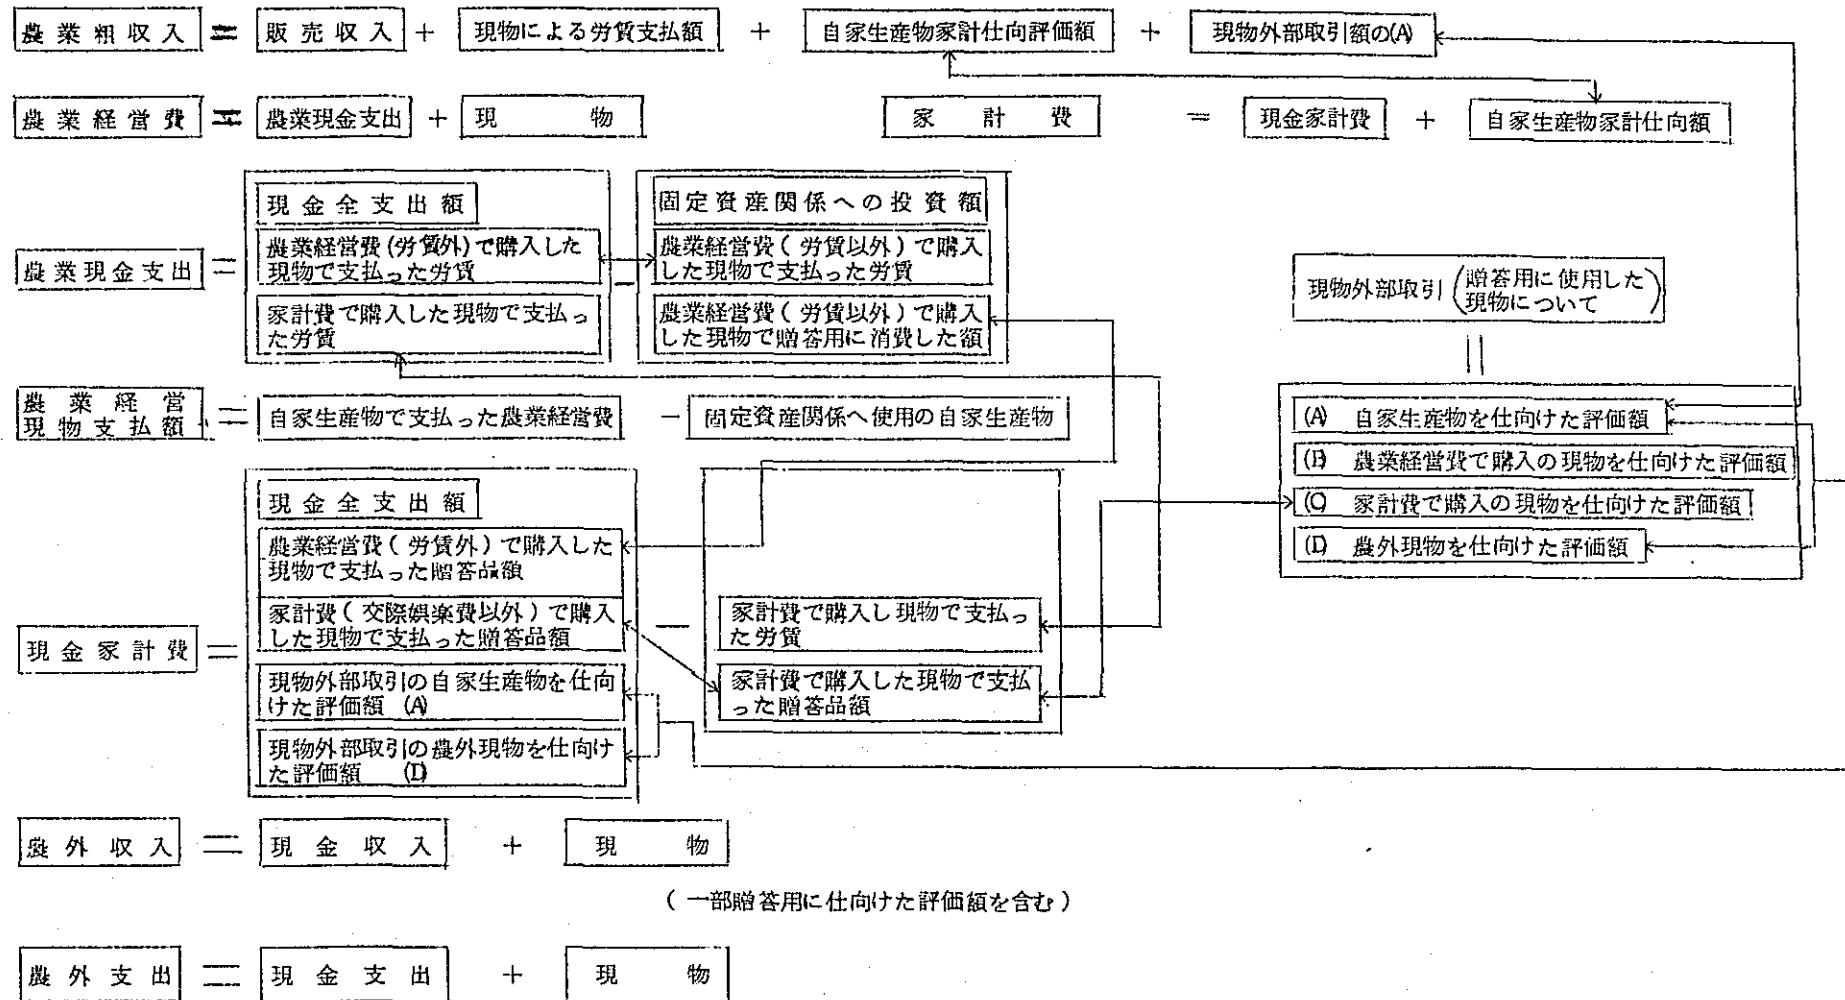 農業粗収入 = 販売収入 + 現物による労賃支払額 + 自家生産物家計仕向評価額 + 現物外部取引額の(A)
農業経営費 = 農業現金支出 + 現物
家計費 = 現金家計費 + 自家生産物家計仕向額
農業現金支出 =
現金全支出額
農業経営費(労賃外)で購入した
現物で支払った労賃
家計費で購入した現物で支払っ
た労賃
－
固定資産関係への投資額
農業経営費(労賃以外)で購入
した現物で支払った労賃
農業経営費(労賃以外)で購入
した現物で贈答用に消費した額
現物外部取引(贈答用に使用した
現物について)
||
(A) 自家生産物を仕向けた評価額
(B) 農業経営費で購入の現物を仕向けた評価額
(C) 家計費で購入の現物を仕向けた評価額
(D) 農外現物を仕向けた評価額
農業経営
現物支払額 = 自家生産物で支払った農業経営費 － 固定資産関係へ使用の自家生産物
現金家計費 =
現金全支出額
農業経営費(労賃外)で購入した
現物で支払った贈答品額
家計費(交際娯楽費以外)で購入
した現物で支払った贈答品額
現物外部取引の自家生産物を仕向
けた評価額 (A)
現物外部取引の農外現物を仕向け
た評価額 (D)
－
家計費で購入し現物で支払っ
た労賃
家計費で購入した現物で支払
った贈答品額
農外収入 = 現金収入 + 現物
(一部贈答用に仕向けた評価額を含む)
農外支出 = 現金支出 + 現物